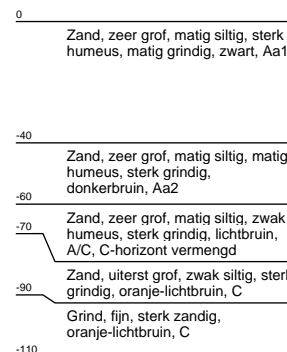 0
Zand, zeer grof, matig siltig, sterk
humeus, matig grindig, zwart, Aa1
-40
Zand, zeer grof, matig siltig, matig
humeus, sterk grindig,
donkerbruin, Aa2
-60
Zand, zeer grof, matig siltig, zwak
-70
humeus, sterk grindig, lichtbruin,
A/C, C-horizont vermengd
Zand, uiterst grof, zwak siltig, sterk
-90
grindig, oranje-lichtbruin, C
Grind, fijn, sterk zandig,
oranje-lichtbruin, C
-110